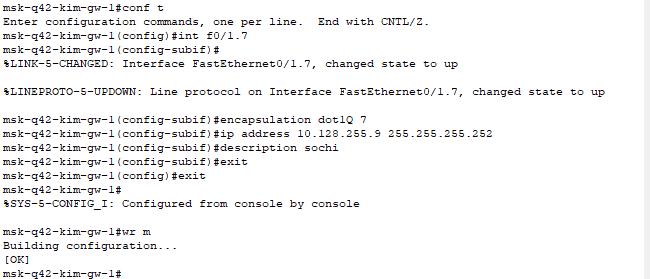 msk-q42-kim-gw-1#conf t
Enter configuration commands, one per line.  End with CNTL/Z.
msk-q42-kim-gw-1(config)#int f0/1.7
msk-q42-kim-gw-1(config-subif)#
%LINK-5-CHANGED: Interface FastEthernet0/1.7, changed state to up
%LINEPROTO-5-UPDOWN: Line protocol on Interface FastEthernet0/1.7, changed state to up
msk-q42-kim-gw-1(config-subif)#encapsulation dot1Q 7
msk-q42-kim-gw-1(config-subif)#ip address 10.128.255.9 255.255.255.252
msk-q42-kim-gw-1(config-subif)#description sochi
msk-q42-kim-gw-1(config-subif)#exit
msk-q42-kim-gw-1(config)#exit
msk-q42-kim-gw-1#
%SYS-5-CONFIG_I: Configured from console by console
msk-q42-kim-gw-1#wr m
Building configuration...
[OK]
msk-q42-kim-gw-1#